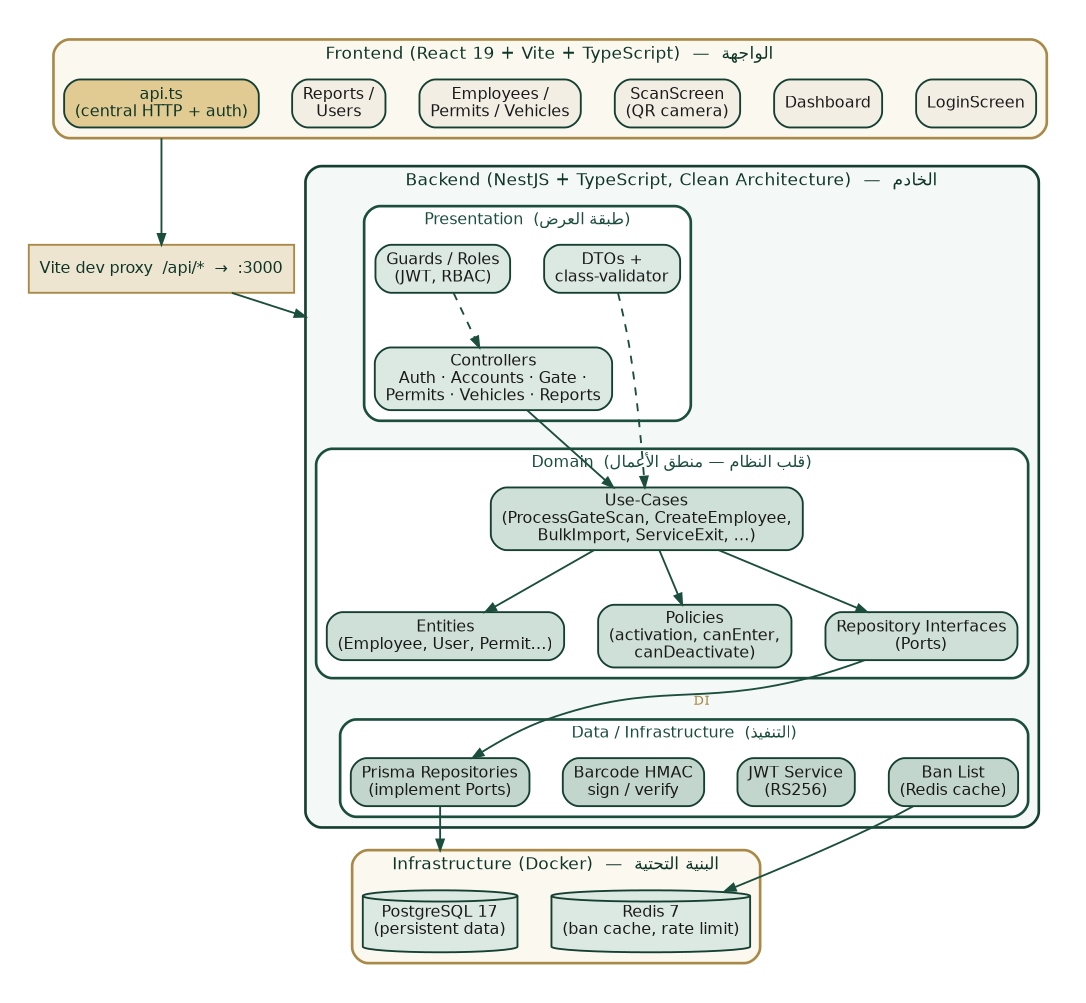 Frontend (React 19 + Vite + TypeScript) — الواجهة
api.ts
(central HTTP + auth)
Reports /
Users
Employees /
Permits / Vehicles
ScanScreen
(QR camera)
Dashboard
LoginScreen
Backend (NestJS + TypeScript, Clean Architecture) — الخادم
Presentation (طبقة العرض)
Guards / Roles
(JWT, RBAC)
DTOs +
class-validator
Vite dev proxy /api/* → :3000
Controllers
Auth · Accounts · Gate ·
Permits · Vehicles · Reports
Domain (قلب النظام — منطق الأعمال)
Use-Cases
(ProcessGateScan, CreateEmployee,
BulkImport, ServiceExit, ...)
Entities
(Employee, User, Permit...)
Policies
(activation, canEnter,
canDeactivate)
Repository Interfaces
(Ports)
DI
Data / Infrastructure (التنفيذ)
Prisma Repositories
(implement Ports)
Barcode HMAC
sign / verify
JWT Service
(RS256)
Ban List
(Redis cache)
Infrastructure (Docker) — البنية التحتية
PostgreSQL 17
(persistent data)
Redis 7
(ban cache, rate limit)